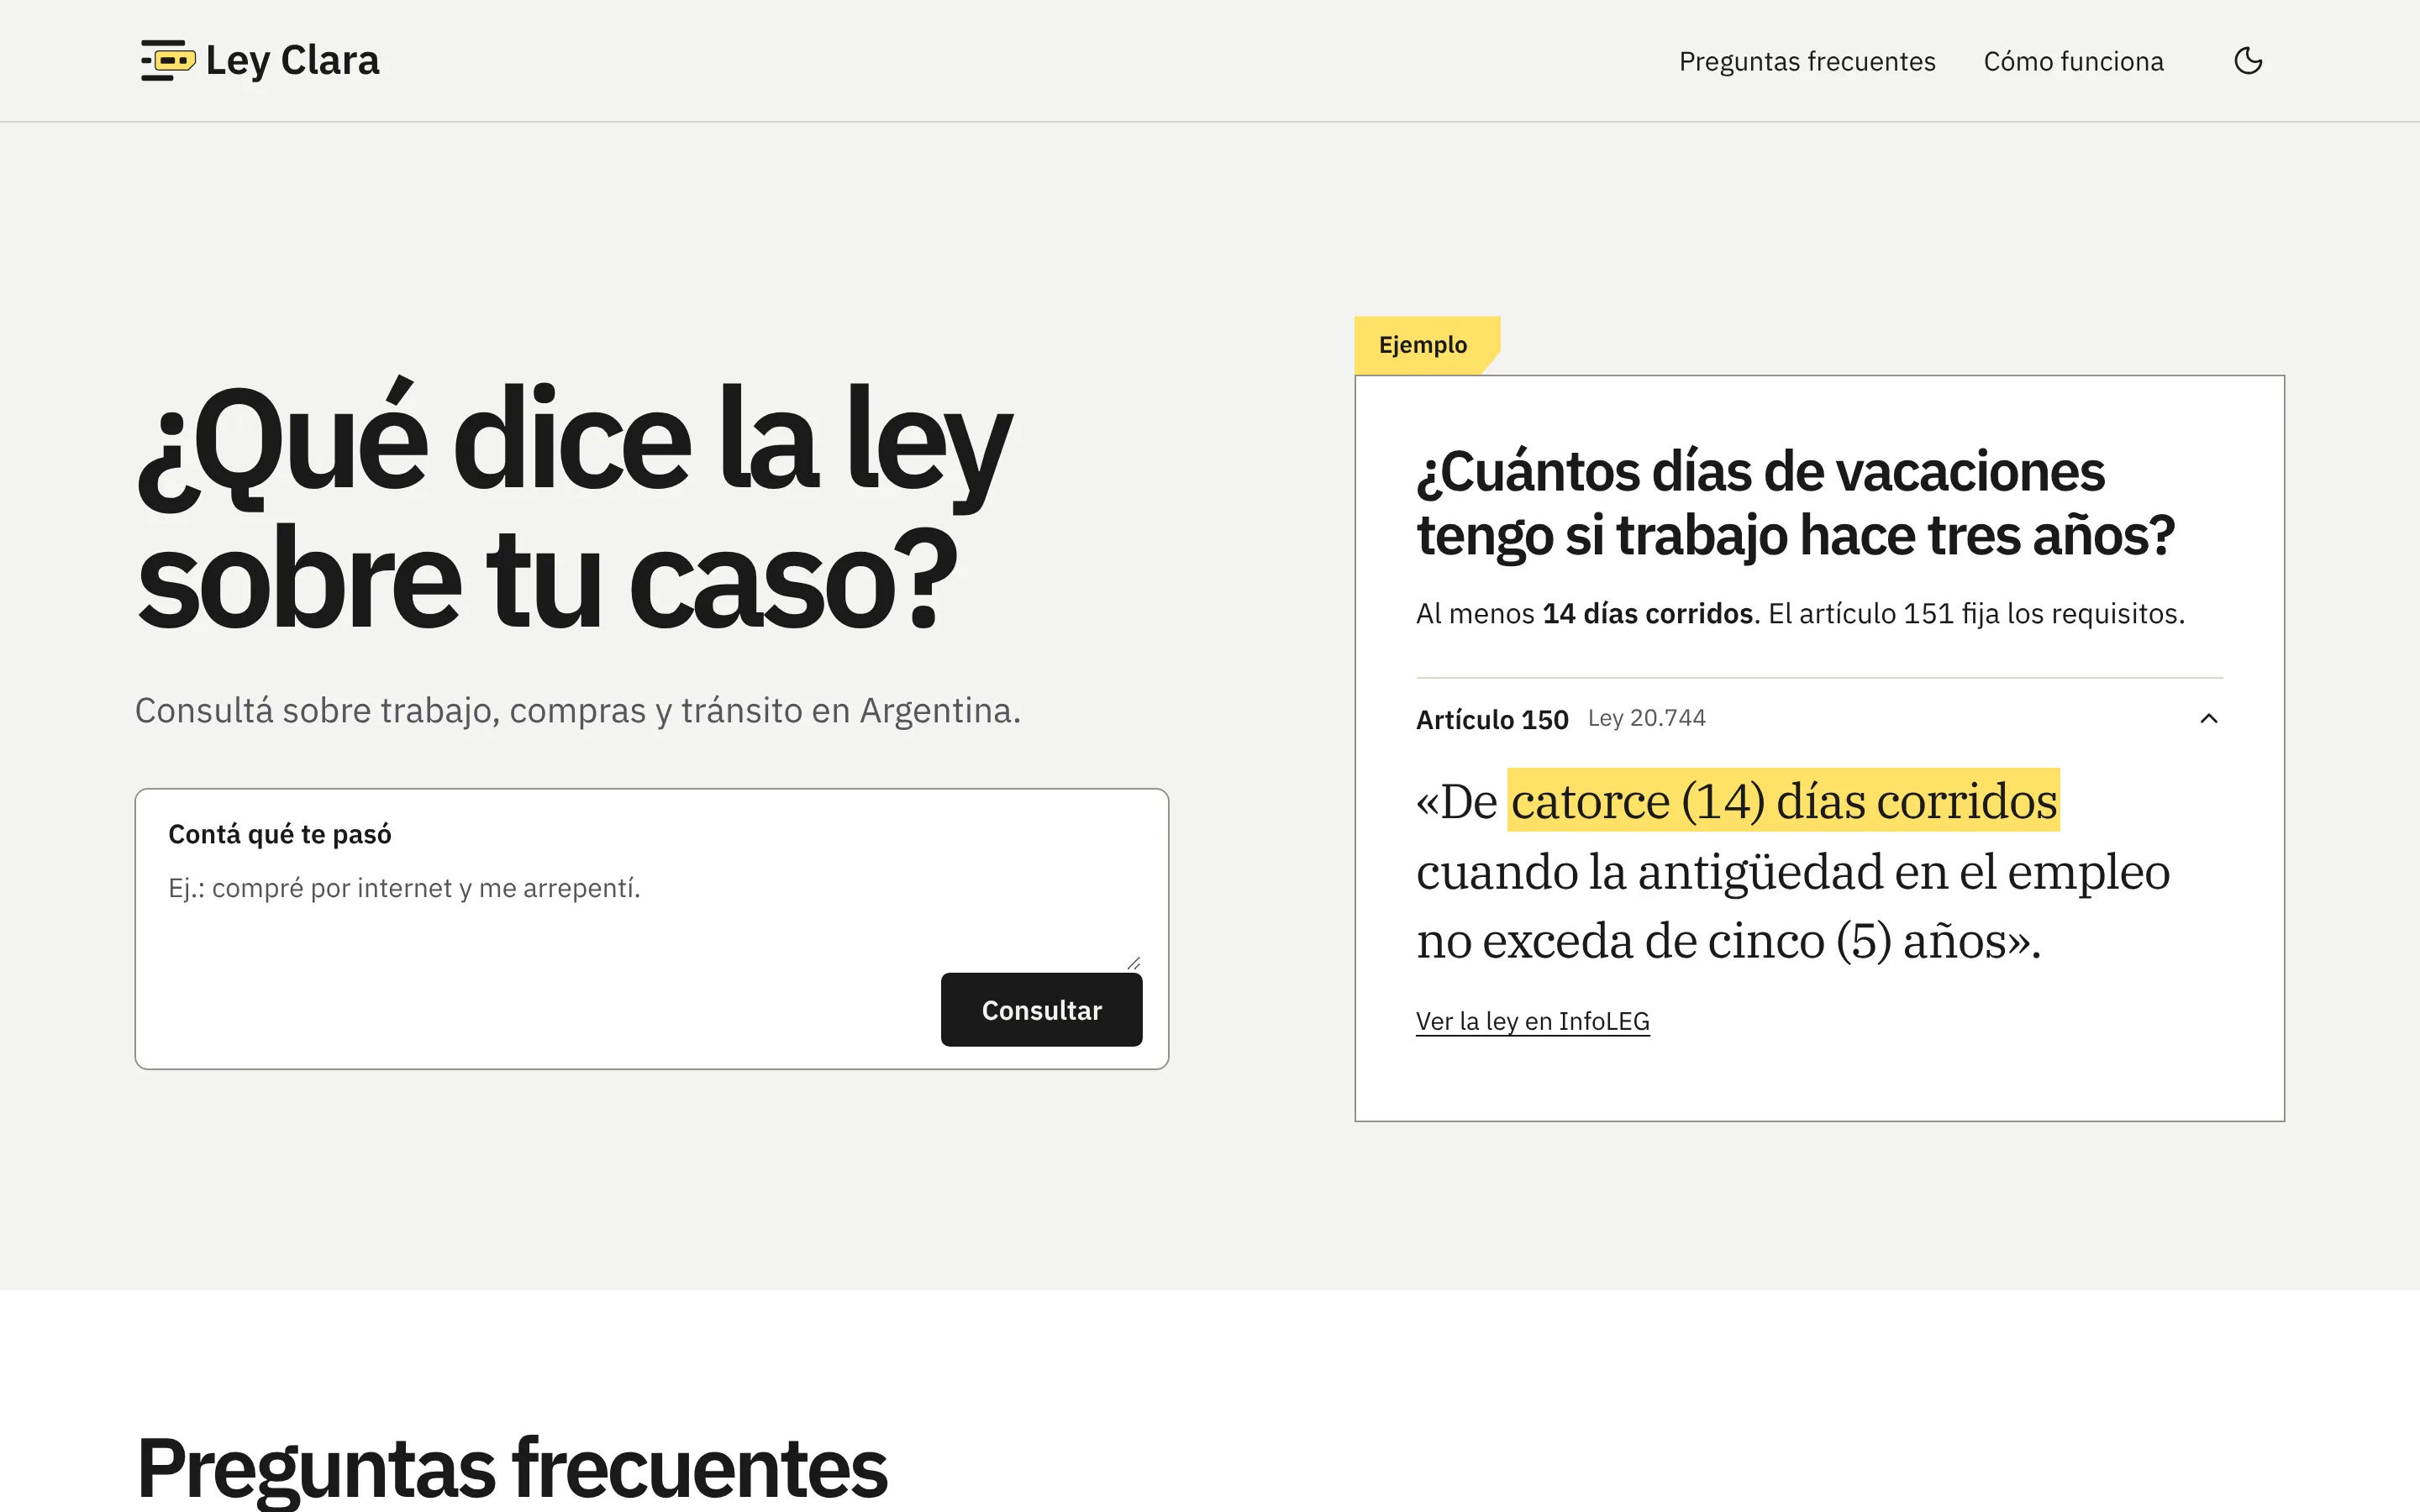 Ley Clara
Preguntas frecuentes
Cómo funciona
¿Qué dice la ley
sobre tu caso?
Consultá sobre trabajo, compras y tránsito en Argentina.
Contá qué te pasó
Ej.: compré por internet y me arrepentí.
Consultar
Ejemplo
¿Cuántos días de vacaciones
tengo si trabajo hace tres años?
Al menos 14 días corridos. El artículo 151 fija los requisitos.
Artículo 150 Ley 20.744
«De catorce (14) días corridos
cuando la antigüedad en el empleo
no exceda de cinco (5) años».
Ver la ley en InfoLEG
Preguntas frecuentes